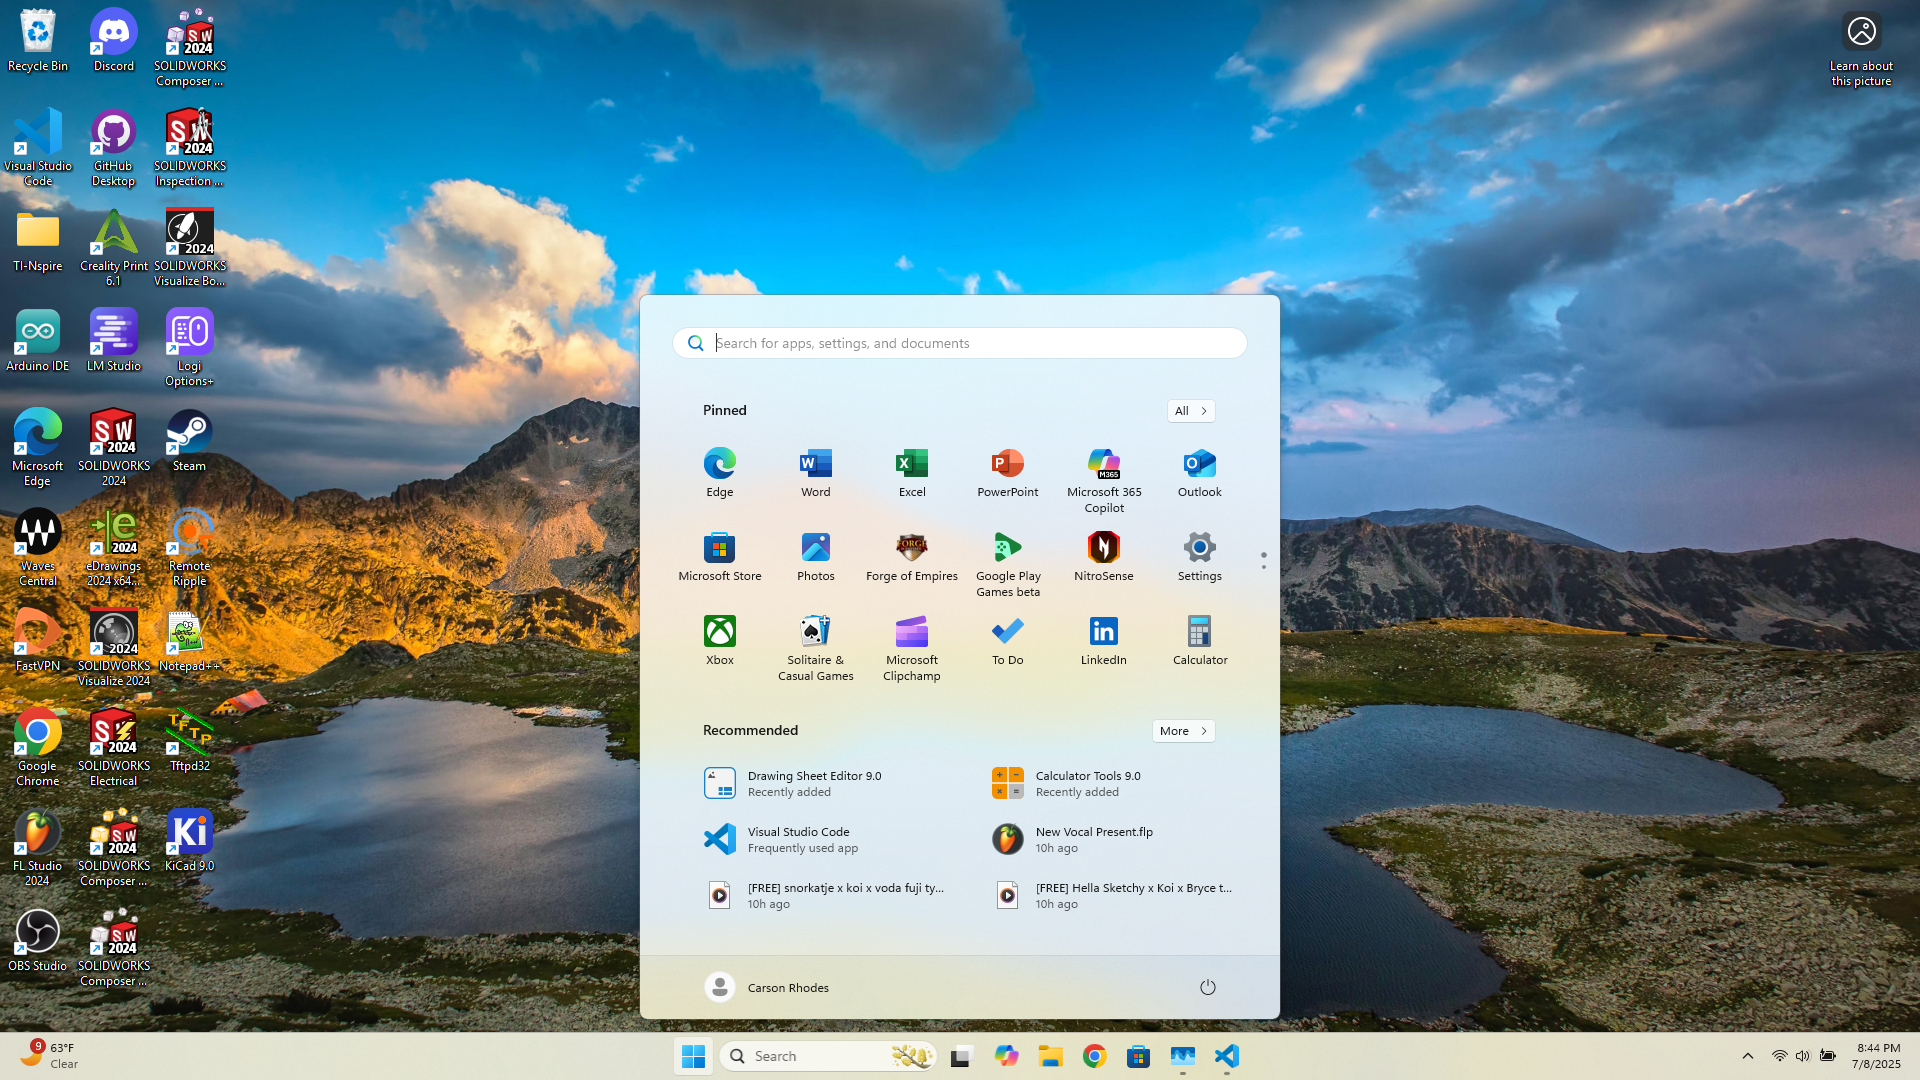 Recycle Bin
Discord
SOLIDWORKS
Composer ...
Visual Studio
Code
GitHub
Desktop
SOLIDWORKS
Inspection ...
TI-Nspire
Creality Print
6.1
SOLIDWORKS
Visualize Bo...
Arduino IDE
LM Studio
Logi
Options+
Microsoft
Edge
SOLIDWORKS
2024
Steam
Waves
Central
eDrawings
2024 x64...
Remote
Ripple
FastVPN
SOLIDWORKS
Visualize 2024
Notepad++
Google
Chrome
SOLIDWORKS
Electrical
Tftpd32
FL Studio
2024
SOLIDWORKS
Composer ...
KiCad 9.0
OBS Studio
SOLIDWORKS
Composer ...
Learn about
this picture
Search for apps, settings, and documents
Pinned
All
Edge
Word
Excel
PowerPoint
Microsoft 365
Copilot
Outlook
Microsoft Store
Photos
Forge of Empires
Google Play
Games beta
NitroSense
Settings
Xbox
Solitaire &
Casual Games
Microsoft
Clipchamp
To Do
LinkedIn
Calculator
Recommended
More
Drawing Sheet Editor 9.0
Recently added
Calculator Tools 9.0
Recently added
Visual Studio Code
Frequently used app
New Vocal Present.flp
10h ago
[FREE] snorkatje x koi x voda fuji ty...
10h ago
[FREE] Hella Sketchy x Koi x Bryce t...
10h ago
Carson Rhodes
9
63°F
Clear
Search
8:44 PM
7/8/2025